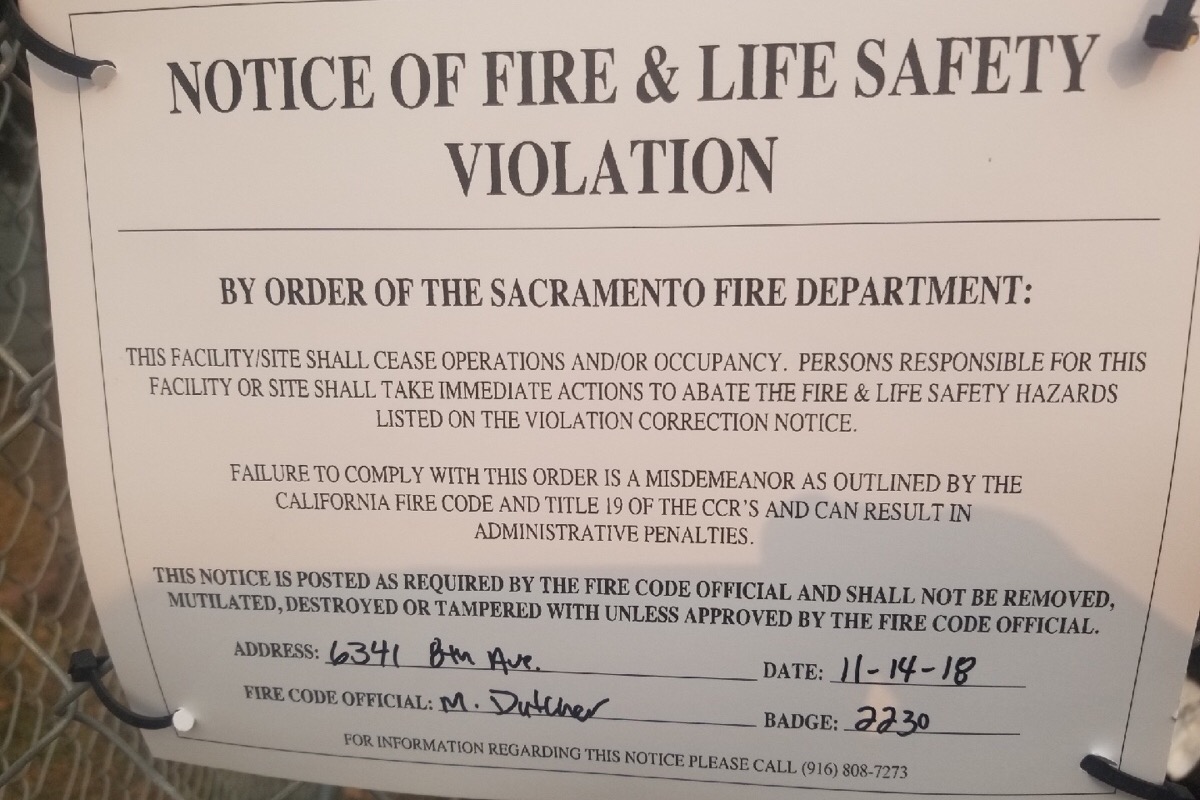 NOTICE OF FIRE & LIFE SAFETY
VIOLATION
BY ORDER OF THE SACRAMENTO FIRE DEPARTMENT:
THIS FACILITY/SITE SHALL CEASE OPERATIONS AND/OR OCCUPANCY. PERSONS RESPONSIBLE FOR THIS
FACILITY OR SITE SHALL TAKE IMMEDIATE ACTIONS TO ABATE THE FIRE & LIFE SAFETY HAZARDS
LISTED ON THE VIOLATION CORRECTION NOTICE.
FAILURE TO COMPLY WITH THIS ORDER IS A MISDEMEANOR AS OUTLINED BY THE
CALIFORNIA FIRE CODE AND TITLE 19 OF THE CCR'S AND CAN RESULT IN
ADMINISTRATIVE PENALTIES.
THIS NOTICE IS POSTED AS REQUIRED BY THE FIRE CODE OFFICIAL AND SHALL NOT BE REMOVED,
MUTILATED, DESTROYED OR TAMPERED WITH UNLESS APPROVED BY THE FIRE CODE OFFICIAL.
ADDRESS: 6341 8th Ave. DATE: 11-14-18
FIRE CODE OFFICIAL: M. Dutcher BADGE: 2230
FOR INFORMATION REGARDING THIS NOTICE PLEASE CALL (916) 808-7273